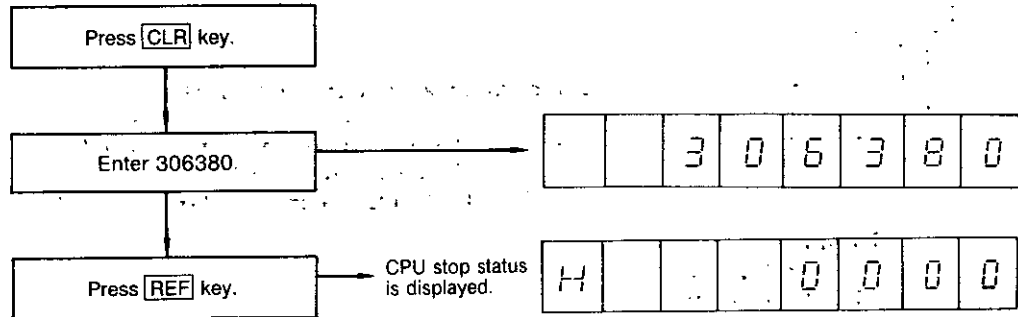 Press CLR key.
Enter 306380.
3 0 6 3 8 0
Press REF key.
CPU stop status
is displayed.
H 0 0 0 0